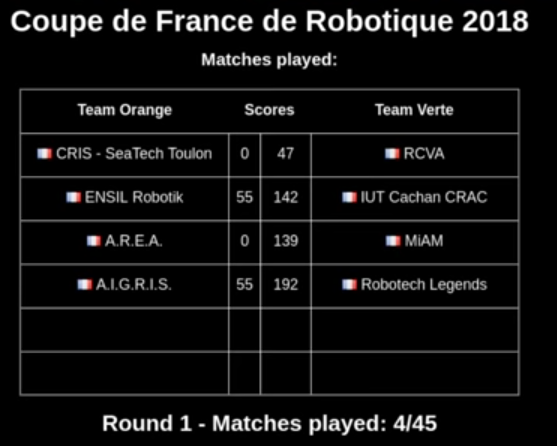 Coupe de France de Robotique 2018
Matches played:
Team Orange Scores Team Verte
CRIS - SeaTech Toulon 0 47 RCVA
ENSIL Robotik 55 142 IUT Cachan CRAC
A.R.E.A. 0 139 MiAM
A.I.G.R.I.S. 55 192 Robotech Legends
Round 1 - Matches played: 4/45